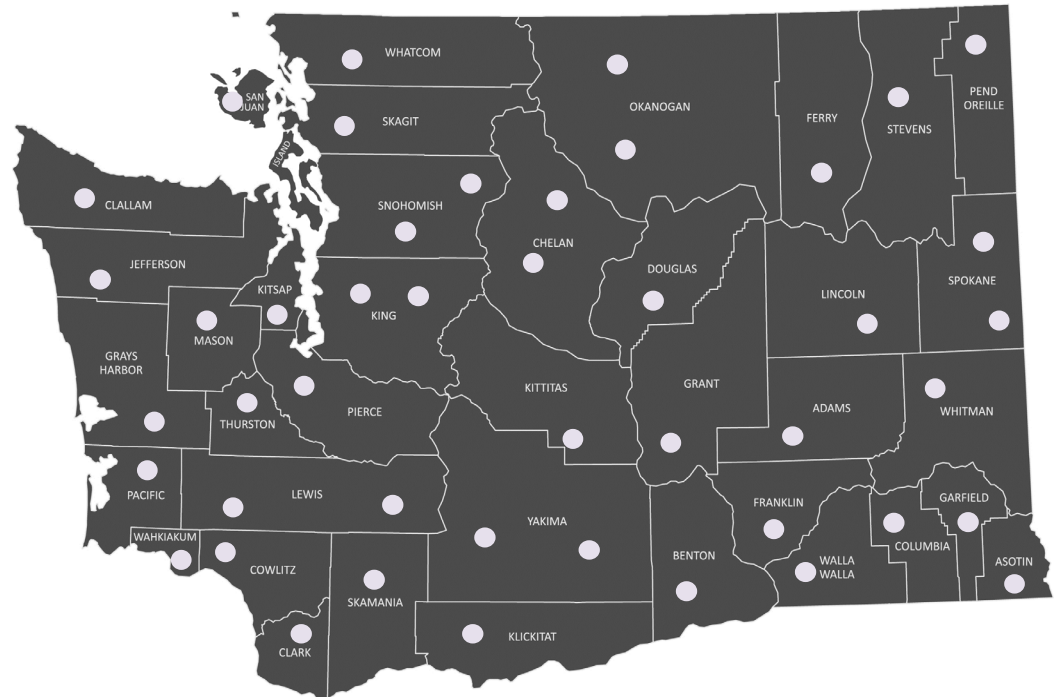 WHATCOM
SAN
JUAN
SKAGIT
ISLAND
OKANOGAN
FERRY
STEVENS
PEND
OREILLE
CLALLAM
SNOHOMISH
CHELAN
DOUGLAS
JEFFERSON
KITSAP
KING
LINCOLN
SPOKANE
MASON
GRAYS
HARBOR
KITTITAS
GRANT
ADAMS
WHITMAN
THURSTON
PIERCE
PACIFIC
LEWIS
YAKIMA
FRANKLIN
GARFIELD
WAHKIAKUM
COWLITZ
SKAMANIA
BENTON
WALLA
WALLA
COLUMBIA
ASOTIN
CLARK
KLICKITAT